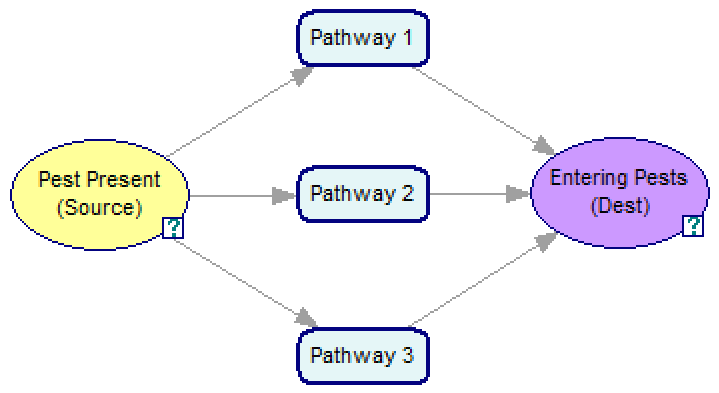 Pathway 1
Pest Present
(Source)
?
Pathway 2
Entering Pests
(Dest)
?
Pathway 3